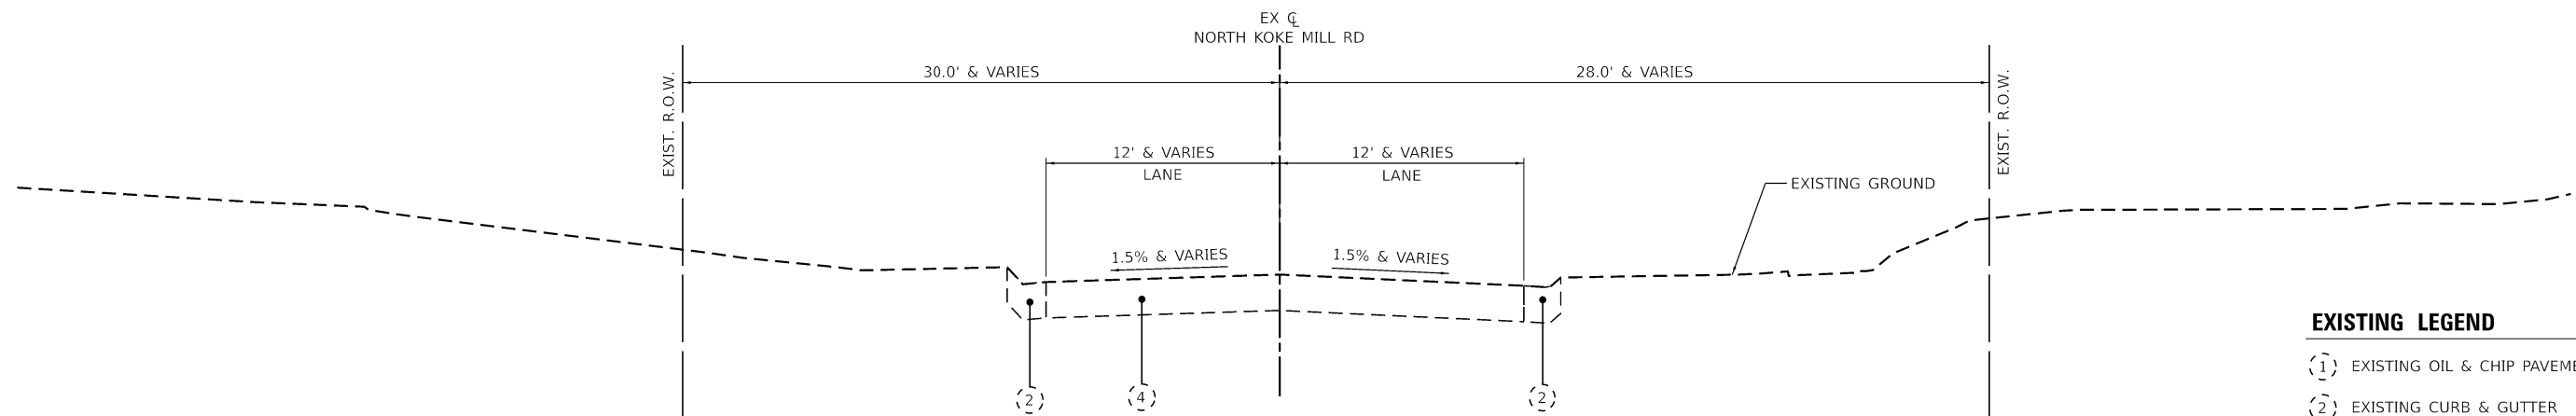 EX ℄
NORTH KOKE MILL RD
30.0' & VARIES
28.0' & VARIES
EXIST. R.O.W.
EXIST. R.O.W.
12' & VARIES
LANE
12' & VARIES
LANE
EXISTING GROUND
1.5% & VARIES
1.5% & VARIES
2
4
2
EXISTING LEGEND
1 EXISTING OIL & CHIP PAVEME
2 EXISTING CURB & GUTTER